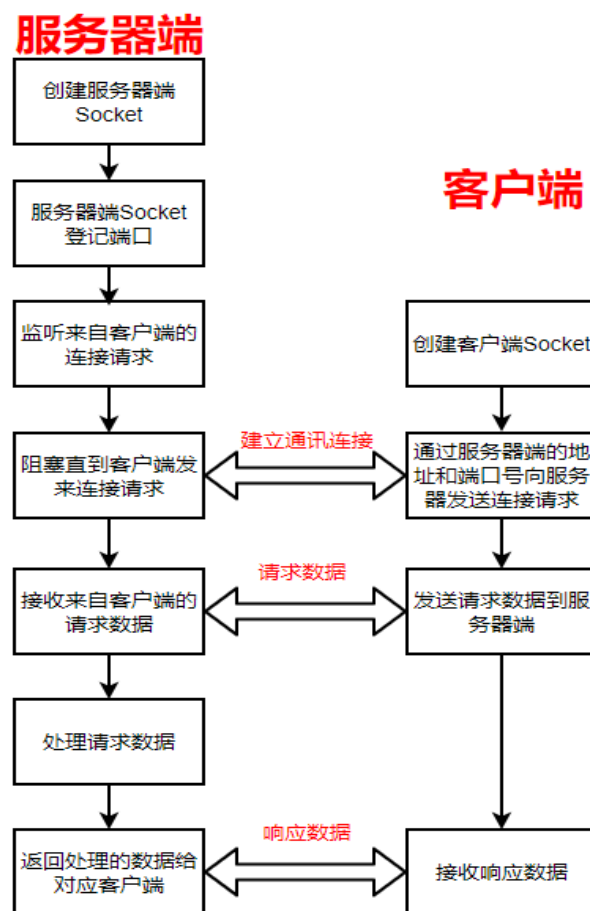 服务器端
创建服务器端
Socket
服务器端Socket
登记端口
客户端
监听来自客户端的
连接请求
创建客户端Socket
阻塞直到客户端发
来连接请求
建立通讯连接
通过服务器端的地
址和端口号向服务
器发送连接请求
接收来自客户端的
请求数据
请求数据
发送请求数据到服
务器端
处理请求数据
返回处理的数据给
对应客户端
响应数据
接收响应数据